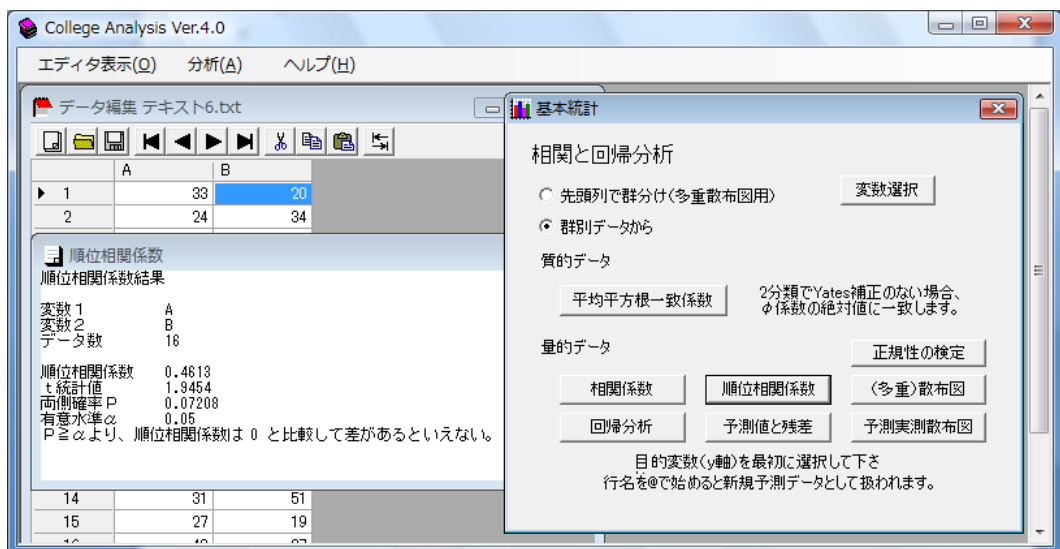 College Analysis Ver.4.0
エディタ表示(O) 分析(A) ヘルプ(H)
データ編集 テキスト6.txt
A B
1 33 20
2 24 34
順位相関係数
順位相関係数結果
変数1 A
変数2 B
データ数 16
順位相関係数 0.4613
t統計値 1.9454
両側確率P 0.07208
有意水準α 0.05
P≧αより、順位相関係数は 0 と比較して差があるといえない。
14 31 51
15 27 19
基本統計
相関と回帰分析
先頭列で群分け(多重散布図用)
変数選択
群別データから
質的データ
平均平方根一致係数
2分類でYates補正のない場合、
φ係数の絶対値に一致します。
量的データ
正規性の検定
相関係数 順位相関係数 (多重)散布図
回帰分析 予測値と残差 予測実測散布図
目的変数(y軸)を最初に選択して下さ
行名を@で始めると新規予測データとして扱われます。